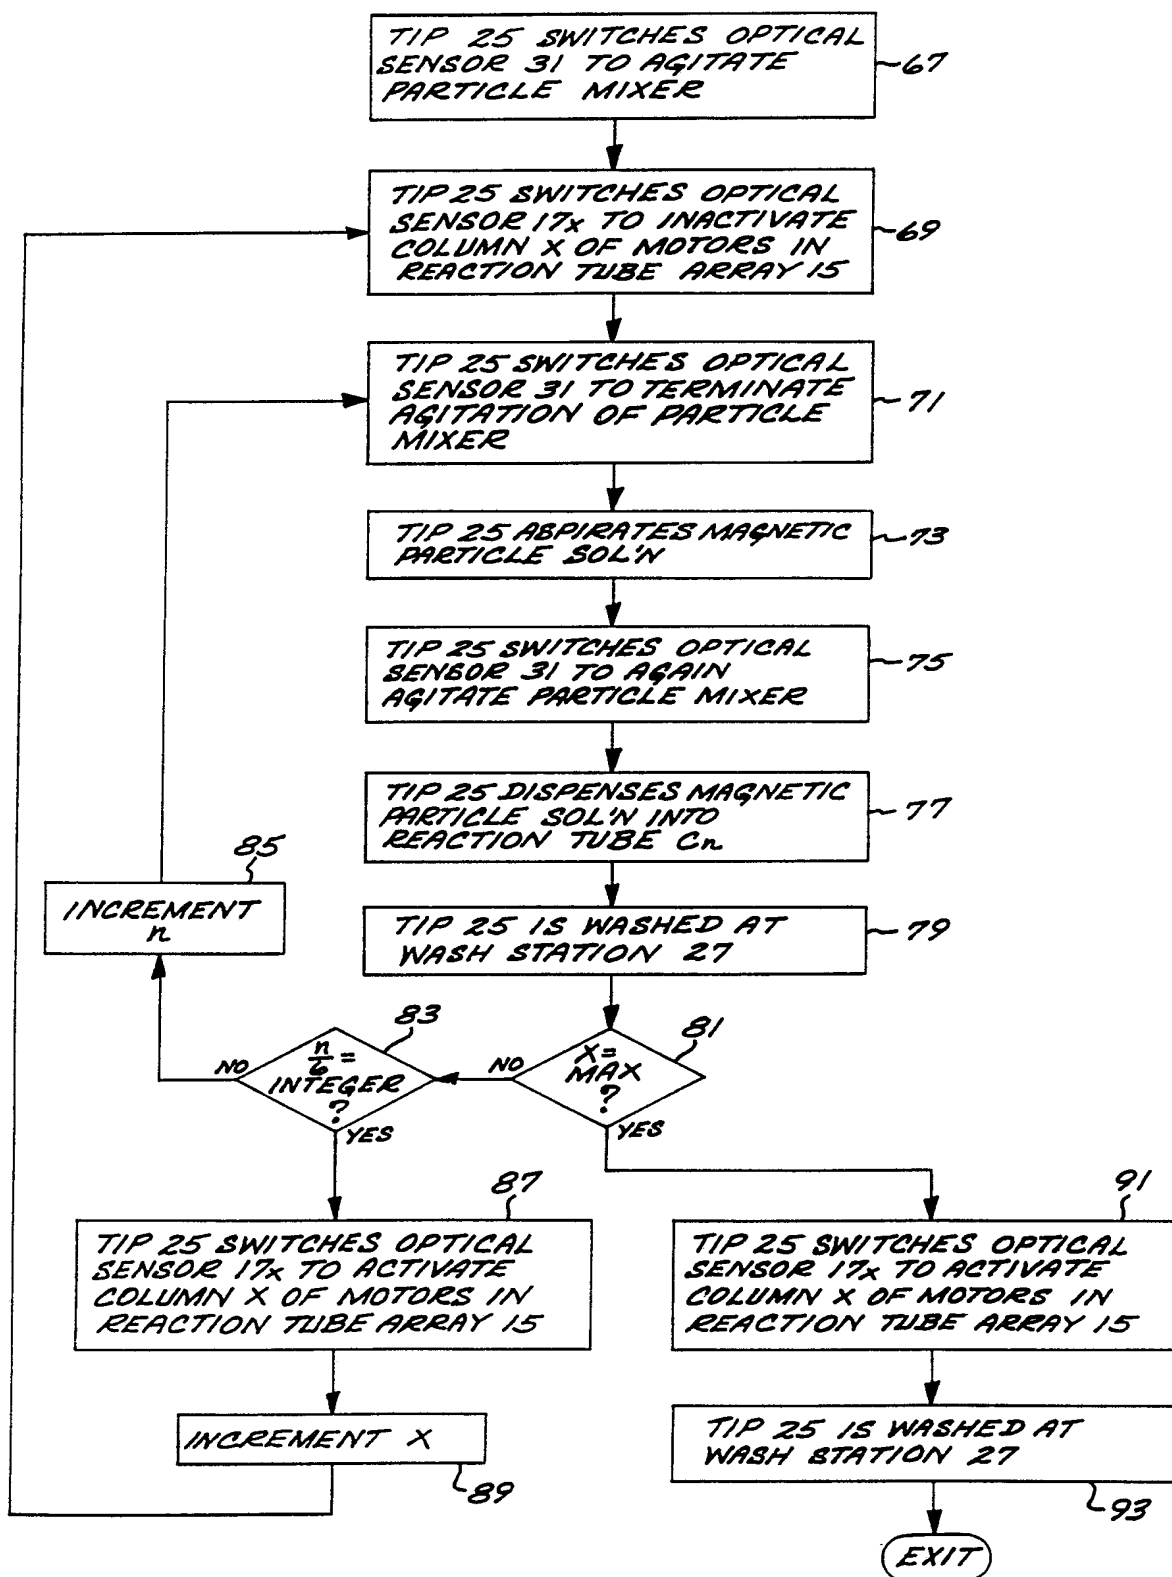 TIP 25 SWITCHES OPTICAL
SENSOR 31 TO AGITATE
PARTICLE MIXER
67
TIP 25 SWITCHES OPTICAL
SENSOR 17x TO INACTIVATE
COLUMN X OF MOTORS IN
REACTION TUBE ARRAY 15
69
TIP 25 SWITCHES OPTICAL
SENSOR 31 TO TERMINATE
AGITATION OF PARTICLE
MIXER
71
TIP 25 ASPIRATES MAGNETIC
PARTICLE SOL'N
73
TIP 25 SWITCHES OPTICAL
SENSOR 31 TO AGAIN
AGITATE PARTICLE MIXER
75
TIP 25 DISPENSES MAGNETIC
PARTICLE SOL'N INTO
REACTION TUBE Cn
77
85
INCREMENT
n
TIP 25 IS WASHED AT
WASH STATION 27
79
83
n
6 =
INTEGER
?
NO
YES
81
X=
MAX
?
NO
YES
87
TIP 25 SWITCHES OPTICAL
SENSOR 17x TO ACTIVATE
COLUMN X OF MOTORS IN
REACTION TUBE ARRAY 15
91
TIP 25 SWITCHES OPTICAL
SENSOR 17x TO ACTIVATE
COLUMN X OF MOTORS IN
REACTION TUBE ARRAY 15
INCREMENT X
89
TIP 25 IS WASHED AT
WASH STATION 27
93
EXIT